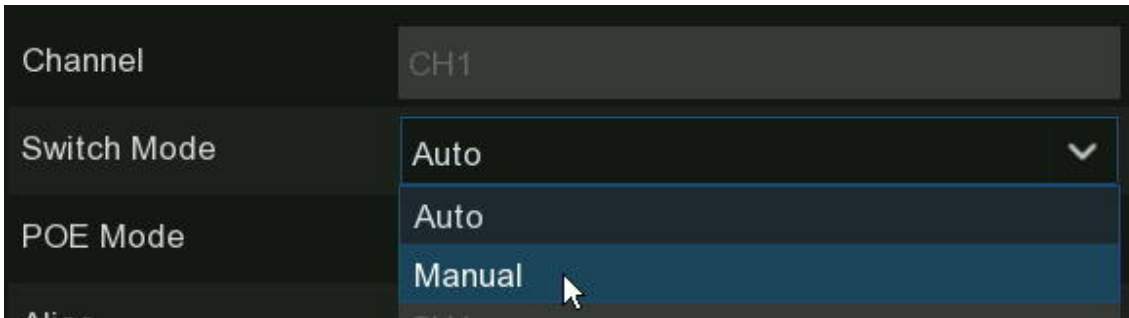 Channel CH1
Switch Mode Auto
Auto
POE Mode
Manual